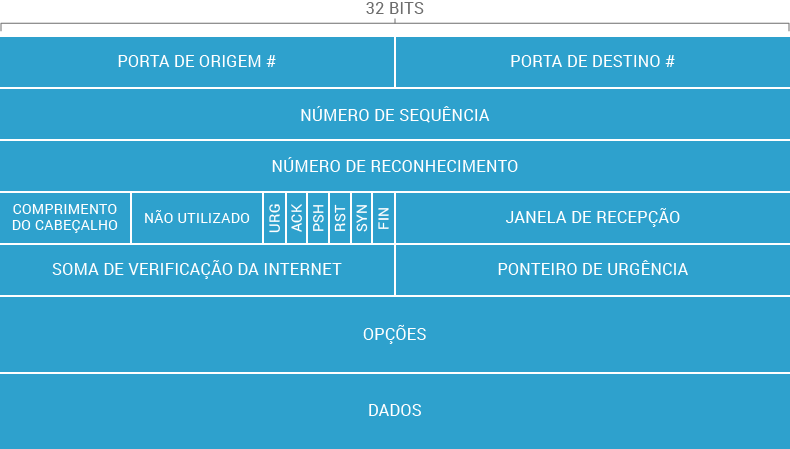 32 BITS
PORTA DE ORIGEM #
PORTA DE DESTINO #
NÚMERO DE SEQUÊNCIA
NÚMERO DE RECONHECIMENTO
COMPRIMENTO
DO CABEÇALHO
NÃO UTILIZADO
URG
ACK
PSH
RST
SYN
FIN
JANELA DE RECEPÇÃO
SOMA DE VERIFICAÇÃO DA INTERNET
PONTEIRO DE URGÊNCIA
OPÇÕES
DADOS